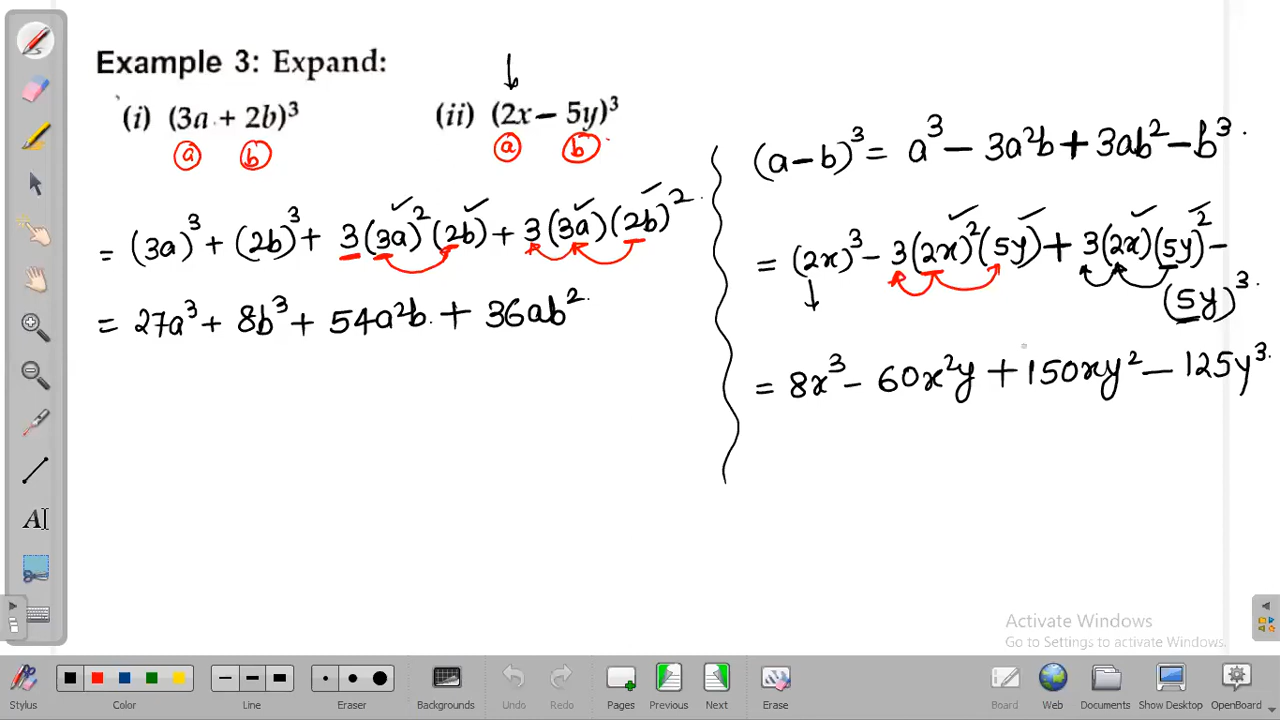 Example 3: Expand:
(i) (3a + 2b)³
(ii) (2x − 5y)³
a b
a b
= (3a)³ + (2b)³ + 3(3a)²(2b) + 3(3a)(2b)².
= 27a³ + 8b³ + 54a²b. + 36ab².
(a − b)³ = a³ − 3a²b + 3ab² − b³.
= (2x)³ − 3(2x)²(5y) + 3(2x)(5y)² −
(5y)³.
= 8x³ − 60x²y + 150xy² − 125y³.
Activate Windows
Go to Settings to activate Windows.
Stylus Color Line Eraser Backgrounds Undo Redo Pages Previous Next Erase Board Web Documents Show Desktop OpenBoard